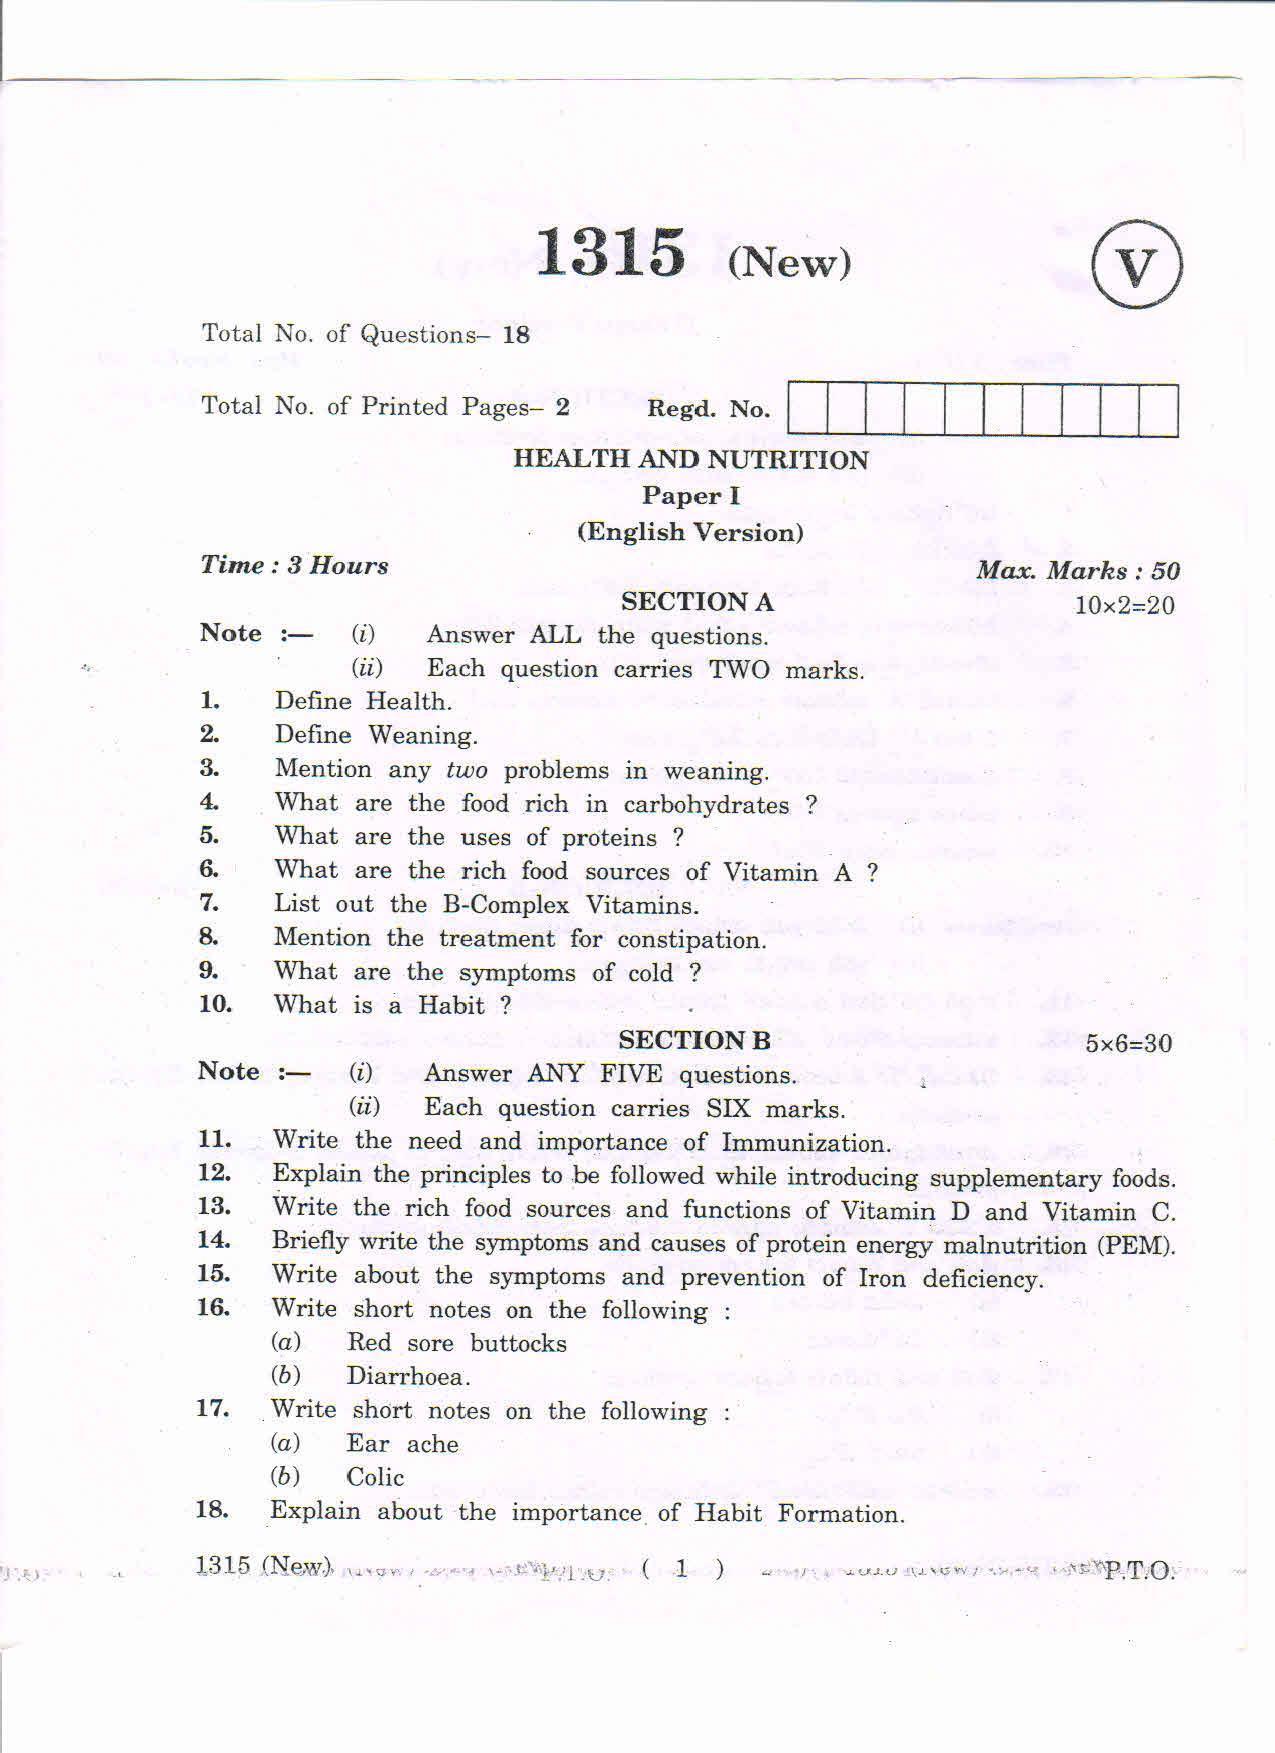 1315 (New)
V
Total No. of Questions– 18
Total No. of Printed Pages– 2 Regd. No.
HEALTH AND NUTRITION
Paper I
(English Version)
Time : 3 Hours Max. Marks : 50
SECTION A 10×2=20
Note :— (i) Answer ALL the questions.
(ii) Each question carries TWO marks.
1. Define Health.
2. Define Weaning.
3. Mention any two problems in weaning.
4. What are the food rich in carbohydrates ?
5. What are the uses of proteins ?
6. What are the rich food sources of Vitamin A ?
7. List out the B-Complex Vitamins.
8. Mention the treatment for constipation.
9. What are the symptoms of cold ?
10. What is a Habit ?
SECTION B 5×6=30
Note :— (i) Answer ANY FIVE questions.
(ii) Each question carries SIX marks.
11. Write the need and importance of Immunization.
12. Explain the principles to be followed while introducing supplementary foods.
13. Write the rich food sources and functions of Vitamin D and Vitamin C.
14. Briefly write the symptoms and causes of protein energy malnutrition (PEM).
15. Write about the symptoms and prevention of Iron deficiency.
16. Write short notes on the following :
(a) Red sore buttocks
(b) Diarrhoea.
17. Write short notes on the following :
(a) Ear ache
(b) Colic
18. Explain about the importance of Habit Formation.
1315 (New) ( 1 ) P.T.O.